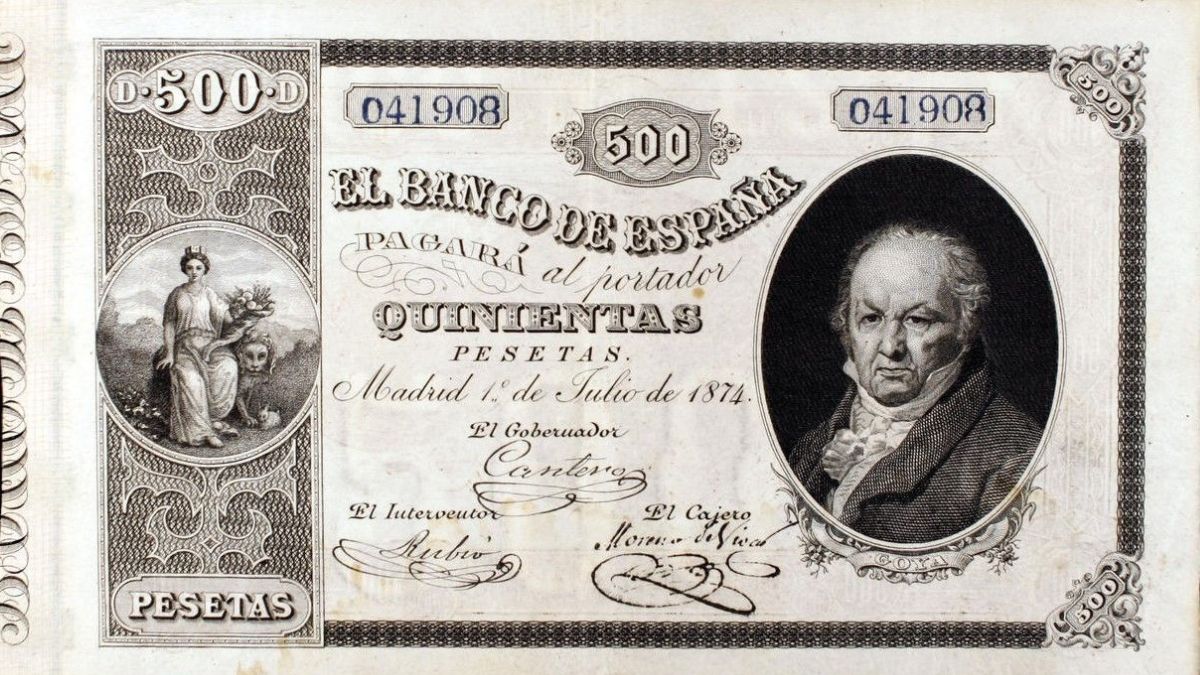 D·500·D
041908
041908
500
500
EL BANCO DE ESPAÑA
PAGARÁ al portador
QUINIENTAS
PESETAS.
Madrid 1º de Julio de 1874.
El Gobernador
Cantero
El Interventor
El Cajero
Rubio
Moreno
PESETAS
GOYA
500